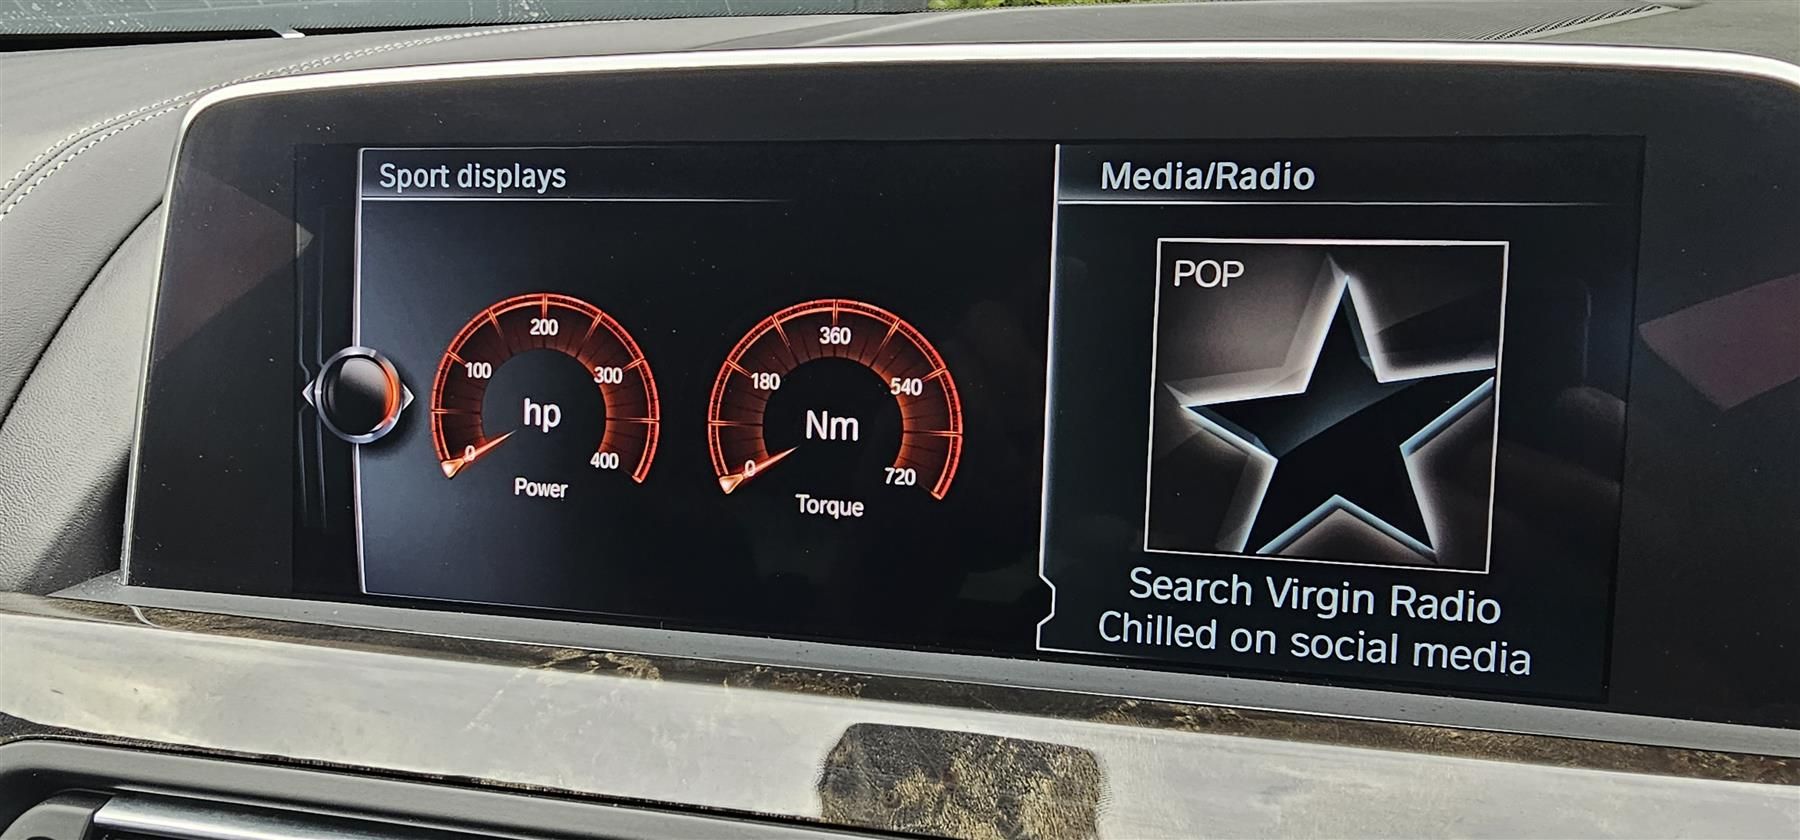 Sport displays
0
100
200
300
400
hp
Power
0
180
360
540
720
Nm
Torque
Media/Radio
POP
Search Virgin Radio
Chilled on social media